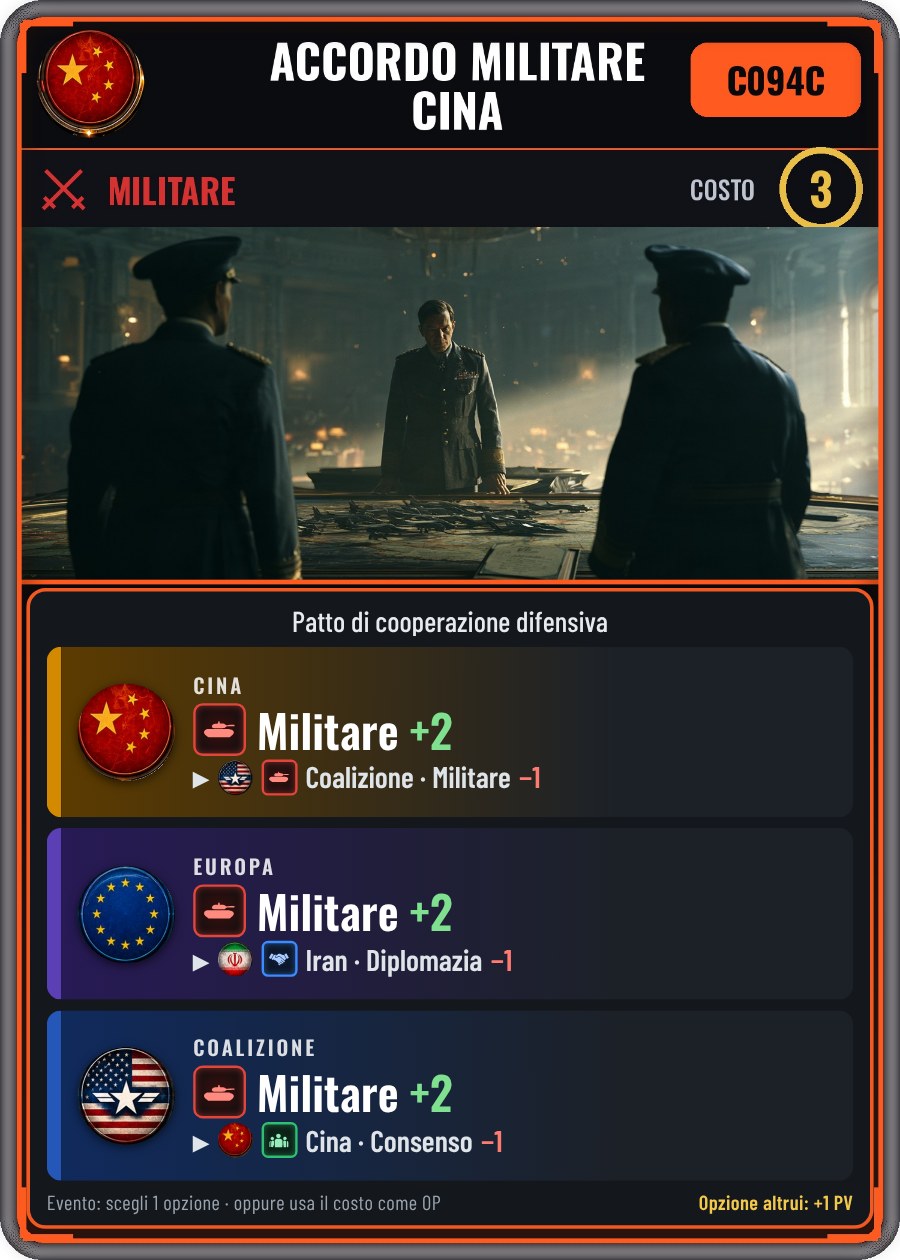 ACCORDO MILITARE
CINA
C094C
MILITARE
COSTO
3
Patto di cooperazione difensiva
CINA
Militare +2
▶ Coalizione · Militare −1
EUROPA
Militare +2
▶ Iran · Diplomazia −1
COALIZIONE
Militare +2
▶ Cina · Consenso −1
Evento: scegli 1 opzione · oppure usa il costo come OP
Opzione altrui: +1 PV